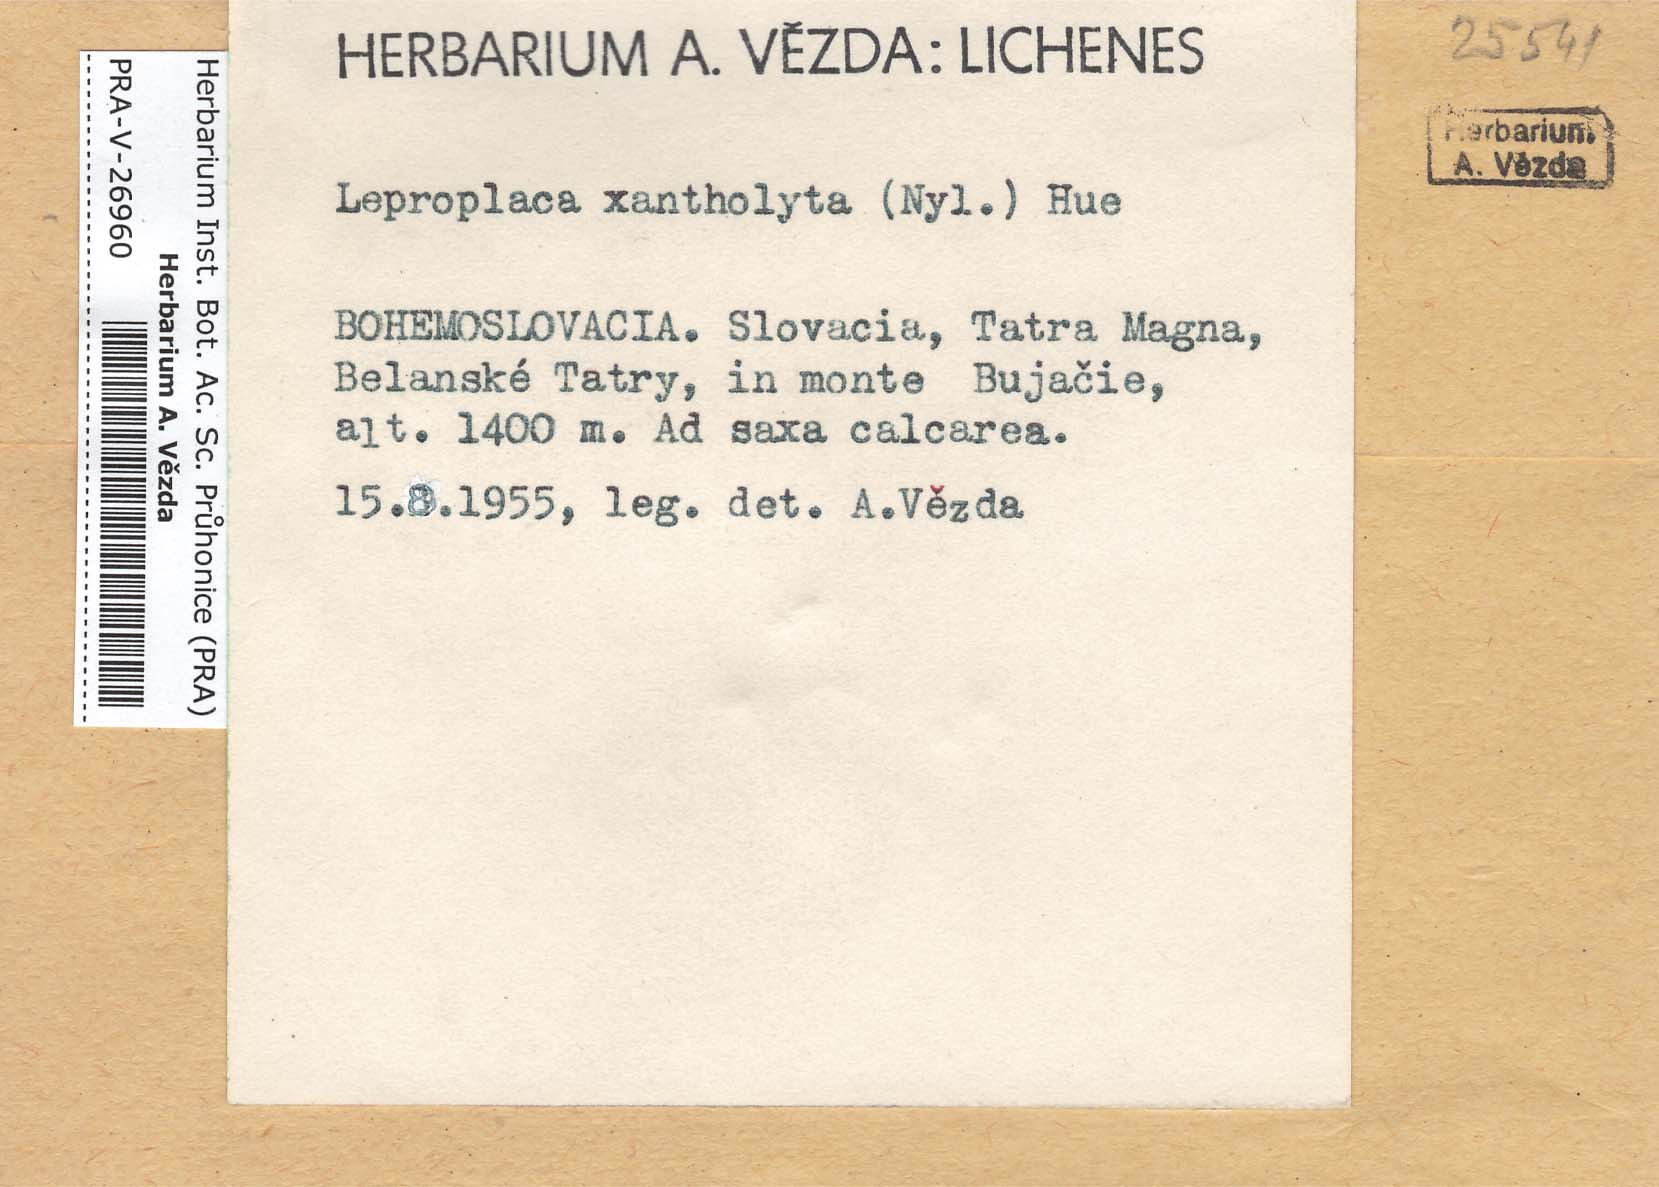 HERBARIUM A. VĚZDA: LICHENES
Leproplaca xantholyta (Nyl.) Hue
BOHEMOSLOVACIA. Slovacia, Tatra Magna,
Belanské Tatry, in monte Bujačie,
alt. 1400 m. Ad saxa calcarea.
15.8.1955, leg. det. A.Vězda
25541
Herbarium
A. Vězda
Herbarium Inst. Bot. Ac. Sc. Průhonice (PRA)
Herbarium A. Vězda
PRA-V-26960